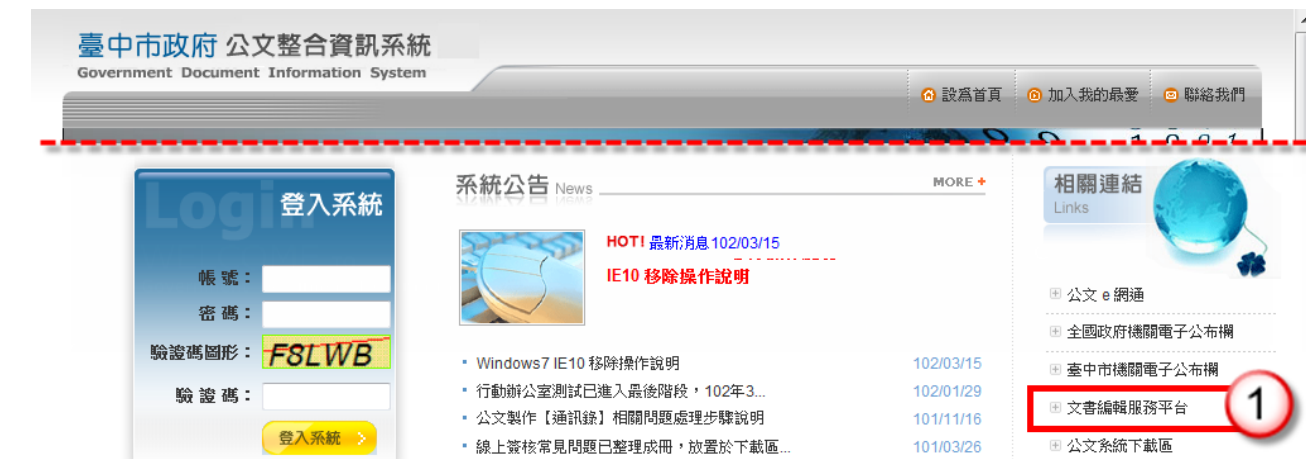 臺中市政府 公文整合資訊系統
Government Document Information System
設為首頁
加入我的最愛
聯絡我們
Login
登入系統
帳號：
密碼：
驗證碼圖形：
F8LWB
驗證碼：
登入系統
系統公告 News
MORE
HOT! 最新消息102/03/15
IE10 移除操作說明
Windows7 IE10 移除操作說明 102/03/15
行動辦公室測試已進入最後階段，102年3... 102/01/29
公文製作【通訊錄】相關問題處理步驟說明 101/11/16
線上簽核常見問題已整理成冊，放置於下載區... 101/03/26
相關連結
Links
公文 e 網通
全國政府機關電子公布欄
臺中市機關電子公布欄
文書編輯服務平台
1
公文系統下載區